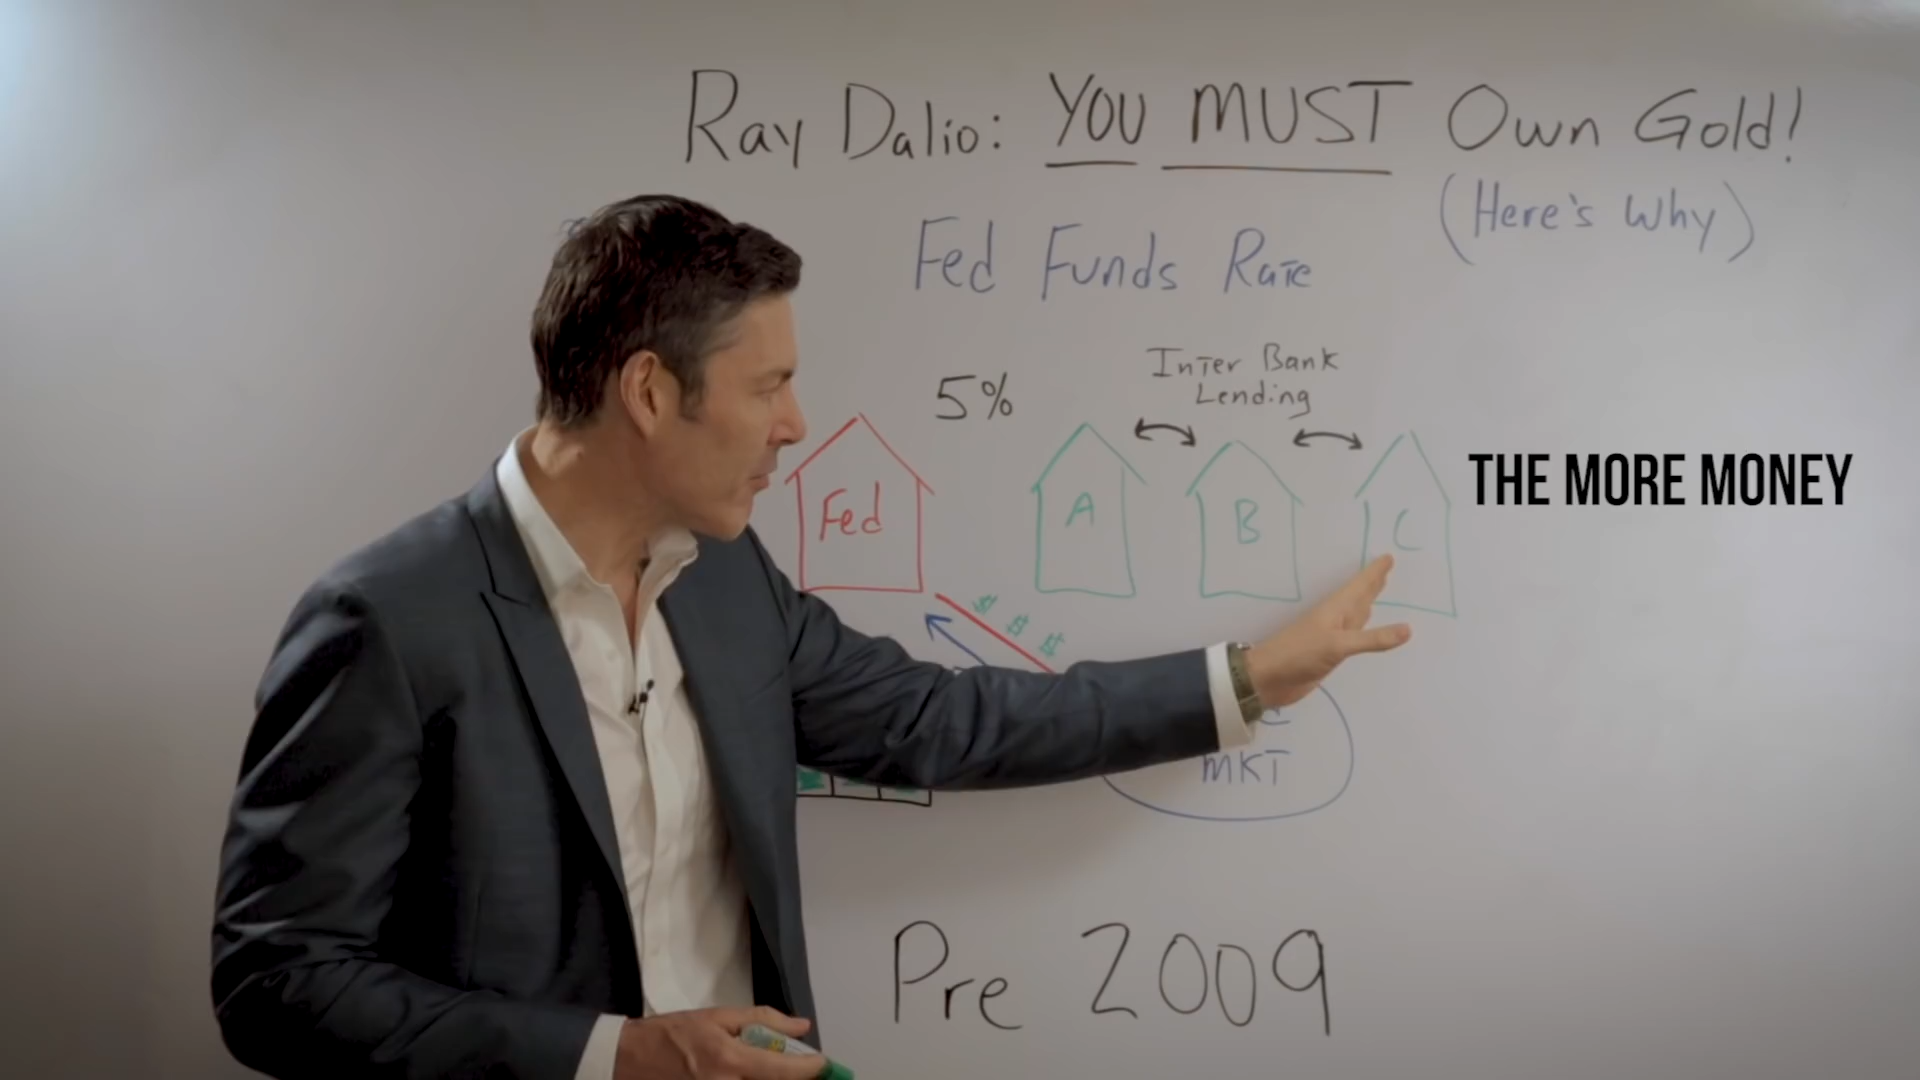 Ray Dalio: YOU MUST Own Gold!
(Here's Why)
Fed Funds Rate
Inter Bank
Lending
5%
Fed
A
B
C
THE MORE MONEY
$ $ $
MKT
Pre 2009